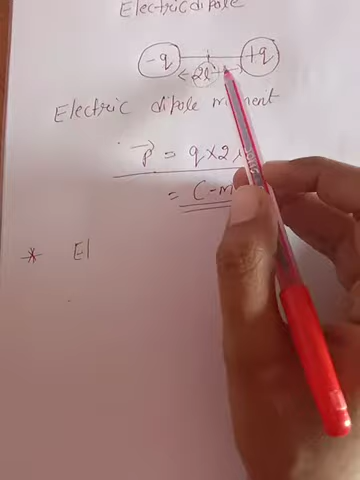 Electric dipole
-q +q
2l
Electric dipole moment
p⃗ = q×2
= C-m
* El